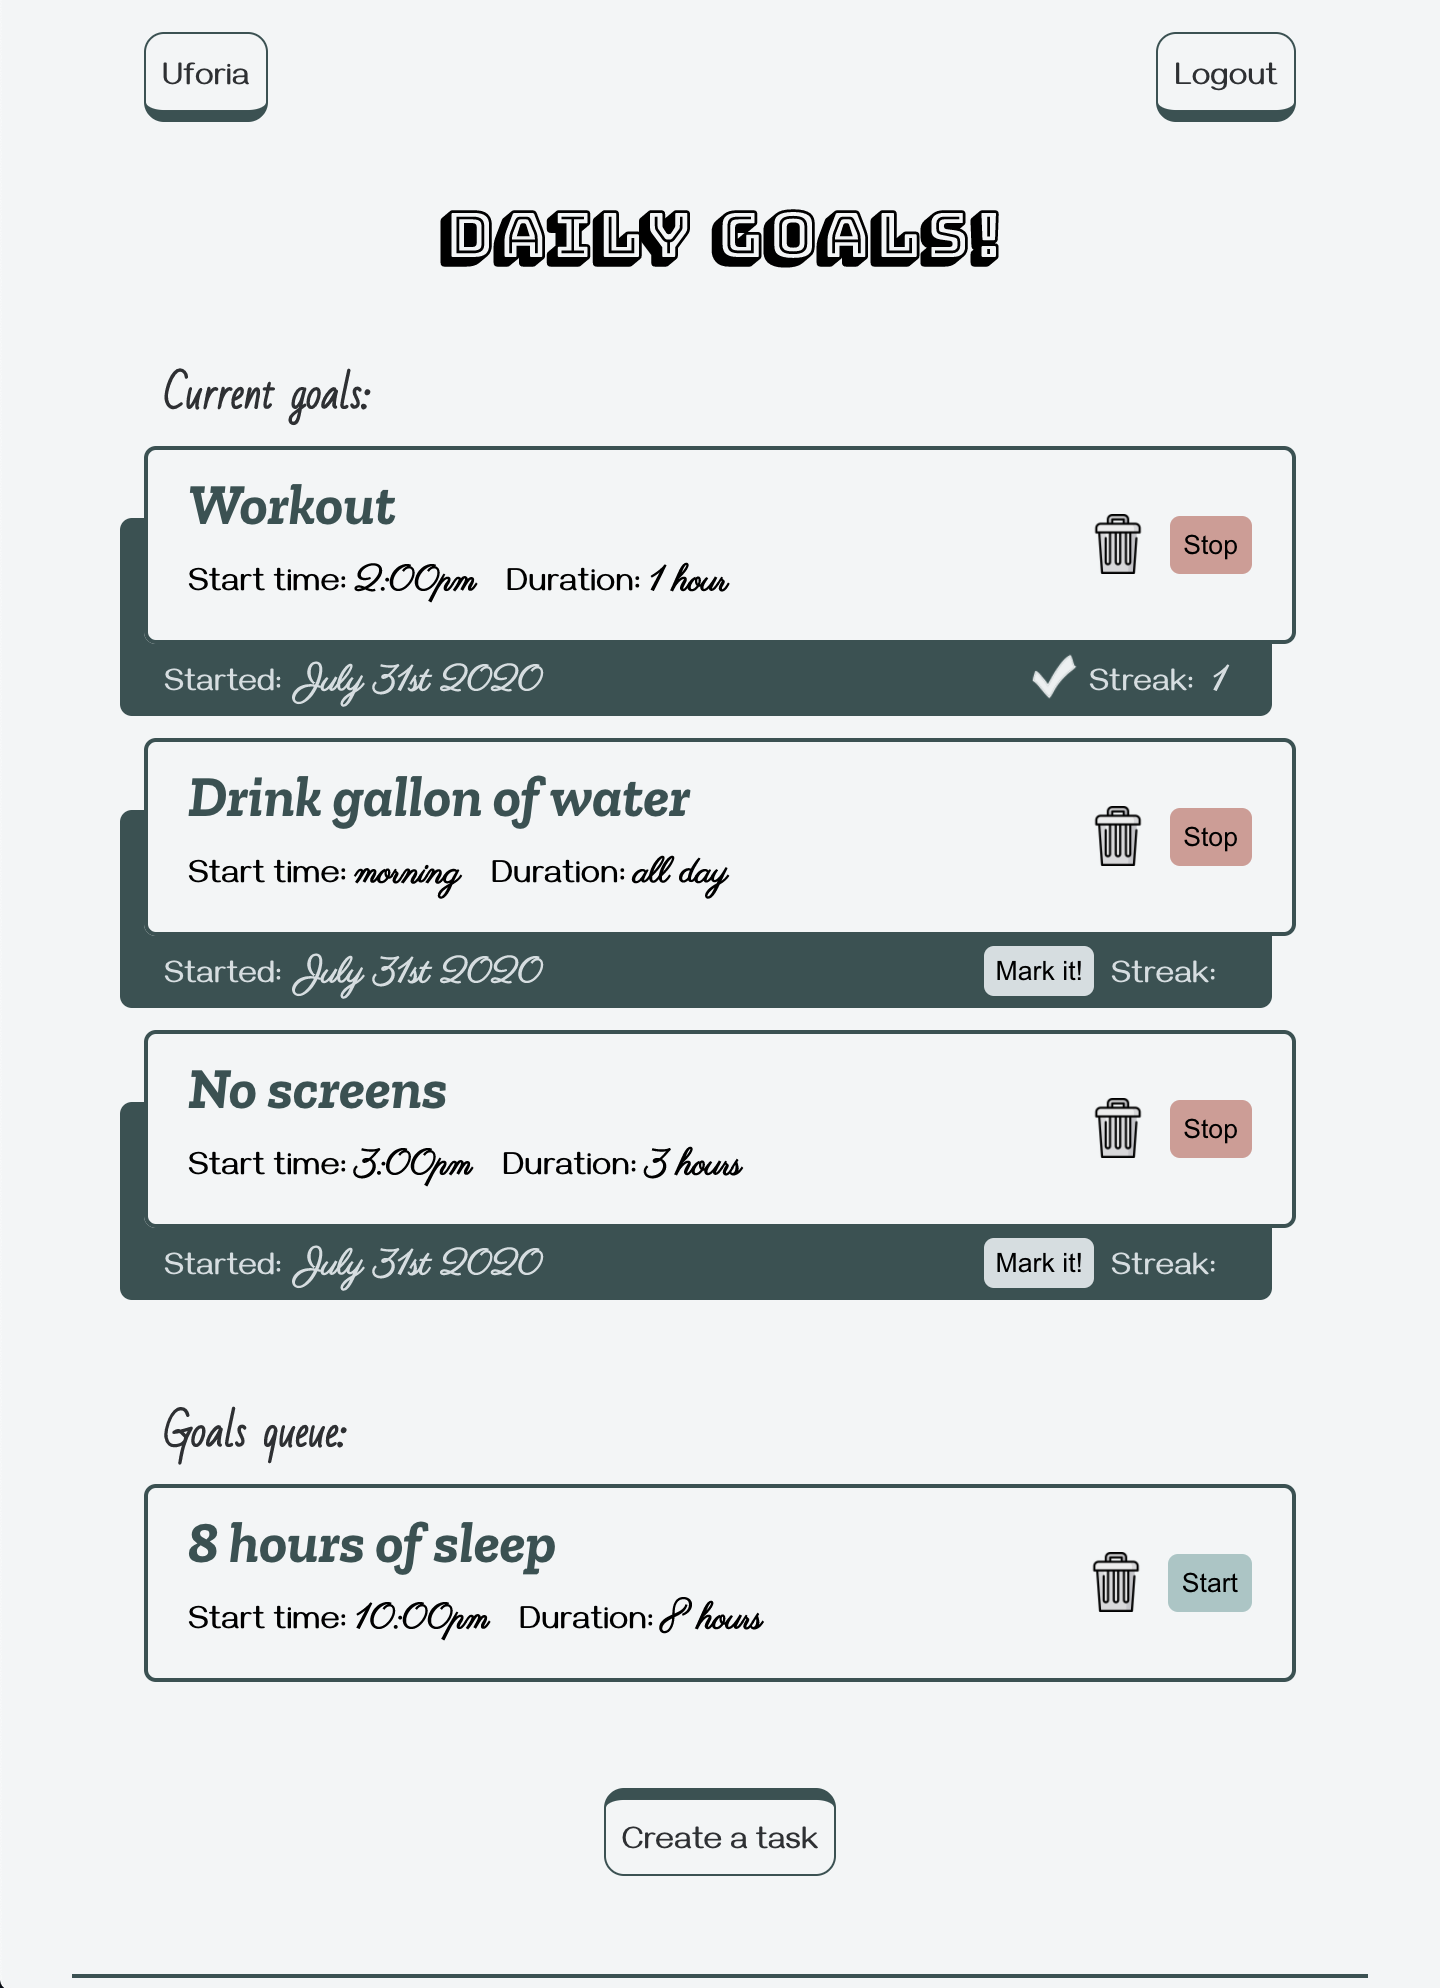 Uforia Logout
DAILY GOALS!
Current goals:
Workout
Start time: 2:00pm Duration: 1 hour
Stop
Started: July 31st 2020 Streak: 1
Drink gallon of water
Start time: morning Duration: all day
Stop
Started: July 31st 2020 Mark it! Streak:
No screens
Start time: 3:00pm Duration: 3 hours
Stop
Started: July 31st 2020 Mark it! Streak:
Goals queue:
8 hours of sleep
Start time: 10:00pm Duration: 8 hours
Start
Create a task